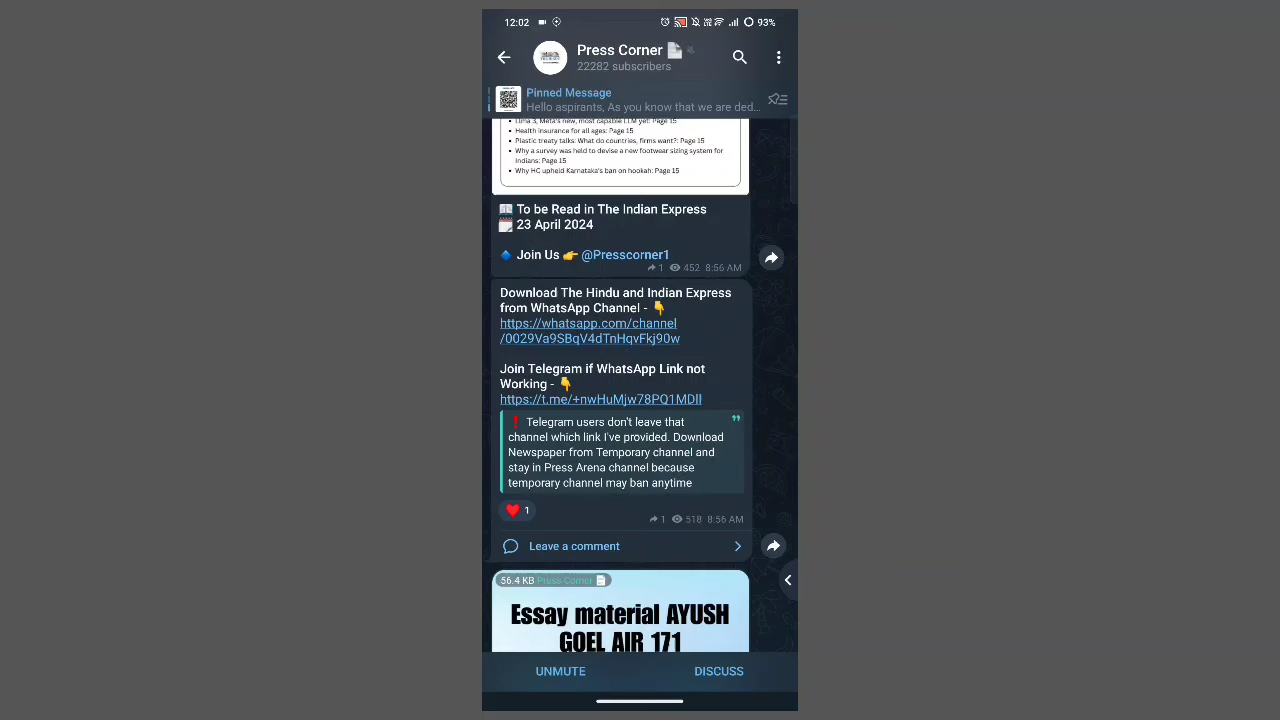 12:02
93%
Press Corner
22282 subscribers
Pinned Message
Hello aspirants, As you know that we are ded...
Llma 3, Meta's new, most capable LLM yet: Page 15
Health insurance for all ages: Page 15
Plastic treaty talks: What do countries, firms want?: Page 15
Why a survey was held to devise a new footwear sizing system for
Indians: Page 15
Why HC upheld Karnataka's ban on hookah: Page 15
To be Read in The Indian Express
23 April 2024
Join Us 👉 @Presscorner1
1 452 8:56 AM
Download The Hindu and Indian Express
from WhatsApp Channel - 👇
https://whatsapp.com/channel
/0029Va9SBqV4dTnHqvFkj90w
Join Telegram if WhatsApp Link not
Working - 👇
https://t.me/+nwHuMjw78PQ1MDll
❗ Telegram users don't leave that
channel which link I've provided. Download
Newspaper from Temporary channel and
stay in Press Arena channel because
temporary channel may ban anytime
❤️ 1
1 518 8:56 AM
Leave a comment
56.4 KB Press Corner
Essay material AYUSH
GOEL AIR 171
UNMUTE DISCUSS